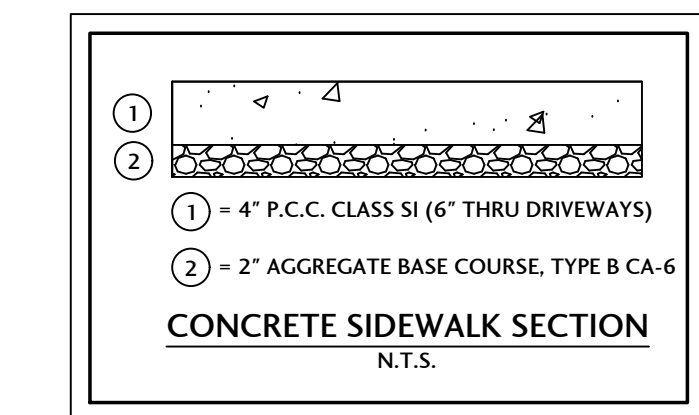 1
2
1 = 4" P.C.C. CLASS SI (6" THRU DRIVEWAYS)
2 = 2" AGGREGATE BASE COURSE, TYPE B CA-6
CONCRETE SIDEWALK SECTION
N.T.S.